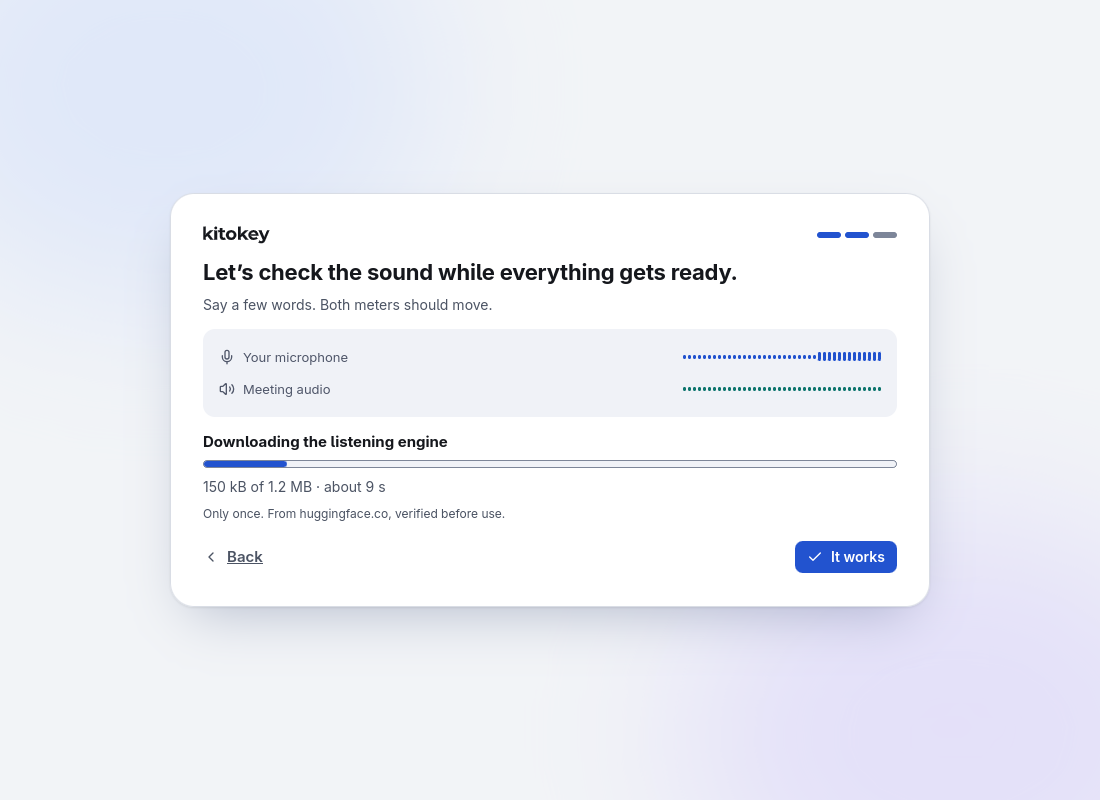 kitokey
Let’s check the sound while everything gets ready.
Say a few words. Both meters should move.
Your microphone
Meeting audio
Downloading the listening engine
150 kB of 1.2 MB · about 9 s
Only once. From huggingface.co, verified before use.
Back
It works